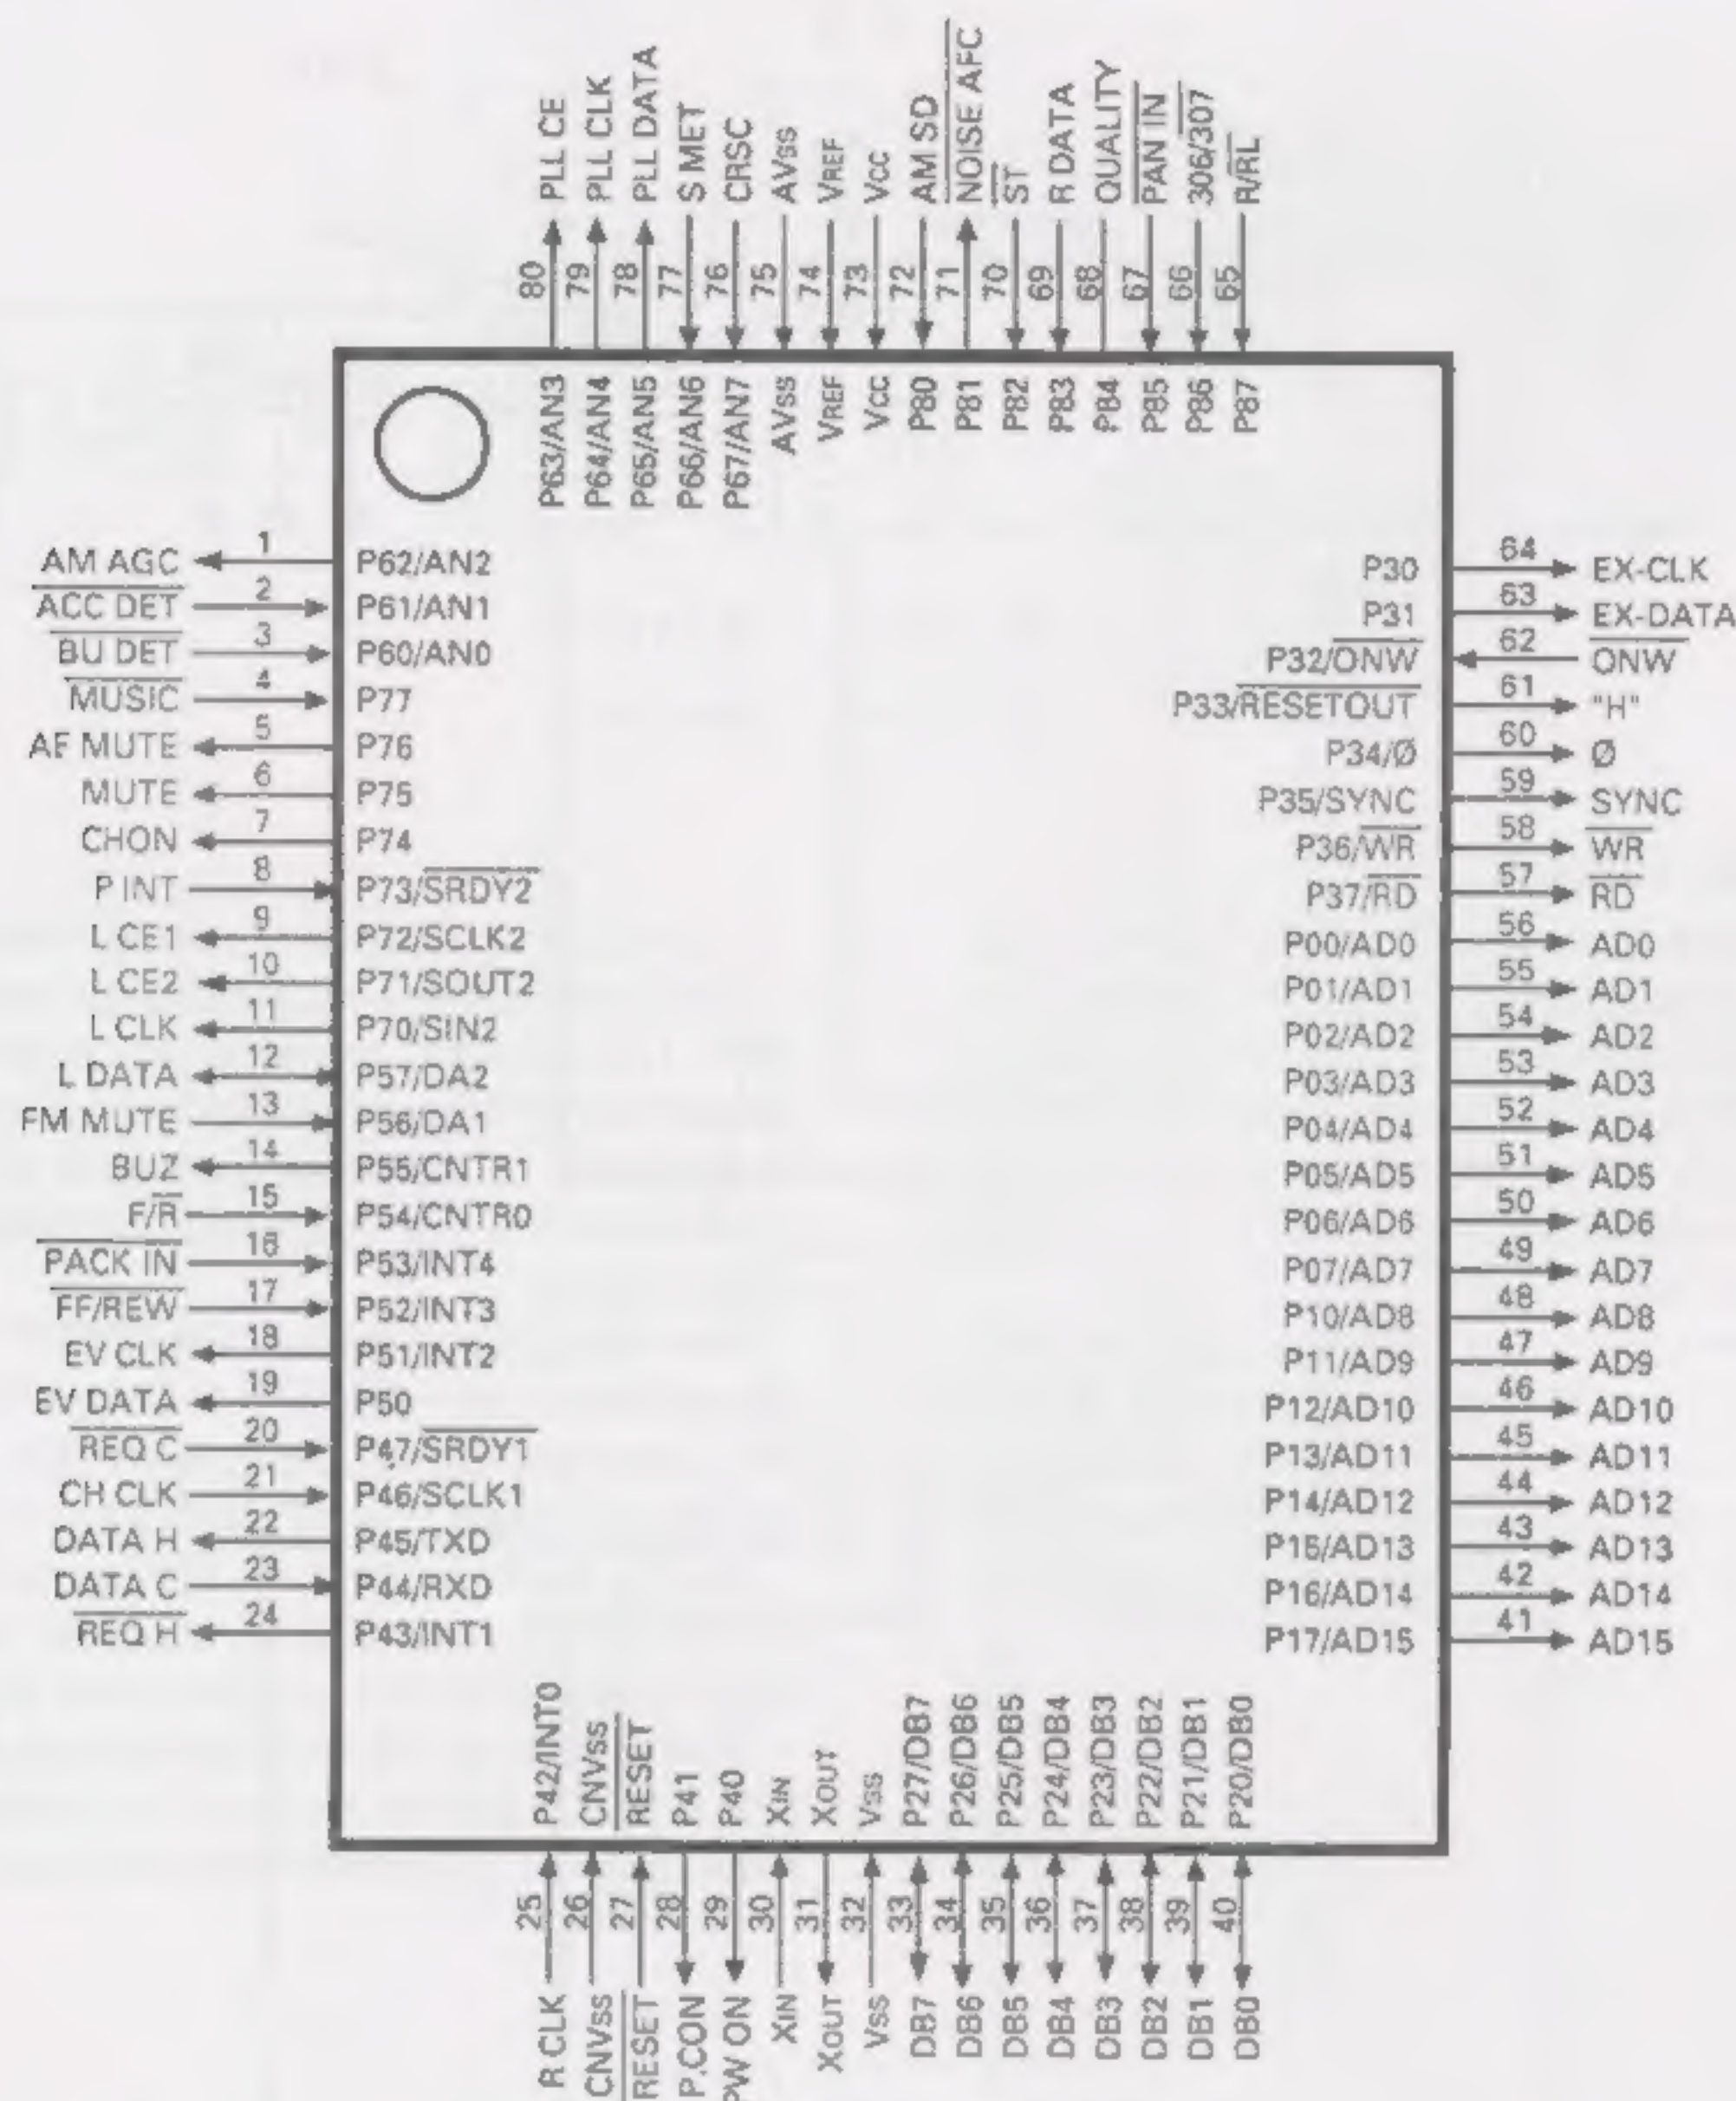 PLL CE
PLL CLK
PLL DATA
S MET
CRSC
AVSS
VREF
VCC
AM SD
NOISE AFC
ST
R DATA
QUALITY
PAN IN
306/307
R/RL
80
79
78
77
76
75
74
73
72
71
70
69
68
67
66
65
P63/AN3
P64/AN4
P65/AN5
P66/AN6
P67/AN7
AVSS
VREF
VCC
P80
P81
P82
P83
P84
P85
P86
P87
AM AGC 1 P62/AN2
ACC DET 2 P61/AN1
BU DET 3 P60/AN0
MUSIC 4 P77
AF MUTE 5 P76
MUTE 6 P75
CHON 7 P74
P INT 8 P73/SRDY2
L CE1 9 P72/SCLK2
L CE2 10 P71/SOUT2
L CLK 11 P70/SIN2
L DATA 12 P57/DA2
FM MUTE 13 P56/DA1
BUZ 14 P55/CNTR1
F/R 15 P54/CNTR0
PACK IN 16 P53/INT4
FF/REW 17 P52/INT3
EV CLK 18 P51/INT2
EV DATA 19 P50
REQ C 20 P47/SRDY1
CH CLK 21 P46/SCLK1
DATA H 22 P45/TXD
DATA C 23 P44/RXD
REQ H 24 P43/INT1
P30 64 EX-CLK
P31 63 EX-DATA
P32/ONW 62 ONW
P33/RESETOUT 61 "H"
P34/Ø 60 Ø
P35/SYNC 59 SYNC
P36/WR 58 WR
P37/RD 57 RD
P00/AD0 56 AD0
P01/AD1 55 AD1
P02/AD2 54 AD2
P03/AD3 53 AD3
P04/AD4 52 AD4
P05/AD5 51 AD5
P06/AD6 50 AD6
P07/AD7 49 AD7
P10/AD8 48 AD8
P11/AD9 47 AD9
P12/AD10 46 AD10
P13/AD11 45 AD11
P14/AD12 44 AD12
P15/AD13 43 AD13
P16/AD14 42 AD14
P17/AD15 41 AD15
P42/INT0
CNVSS
RESET
P41
P40
XIN
XOUT
VSS
P27/DB7
P26/DB6
P25/DB5
P24/DB4
P23/DB3
P22/DB2
P21/DB1
P20/DB0
25
26
27
28
29
30
31
32
33
34
35
36
37
38
39
40
R CLK
CNVSS
RESET
P.CON
PW ON
XIN
XOUT
VSS
DB7
DB6
DB5
DB4
DB3
DB2
DB1
DB0